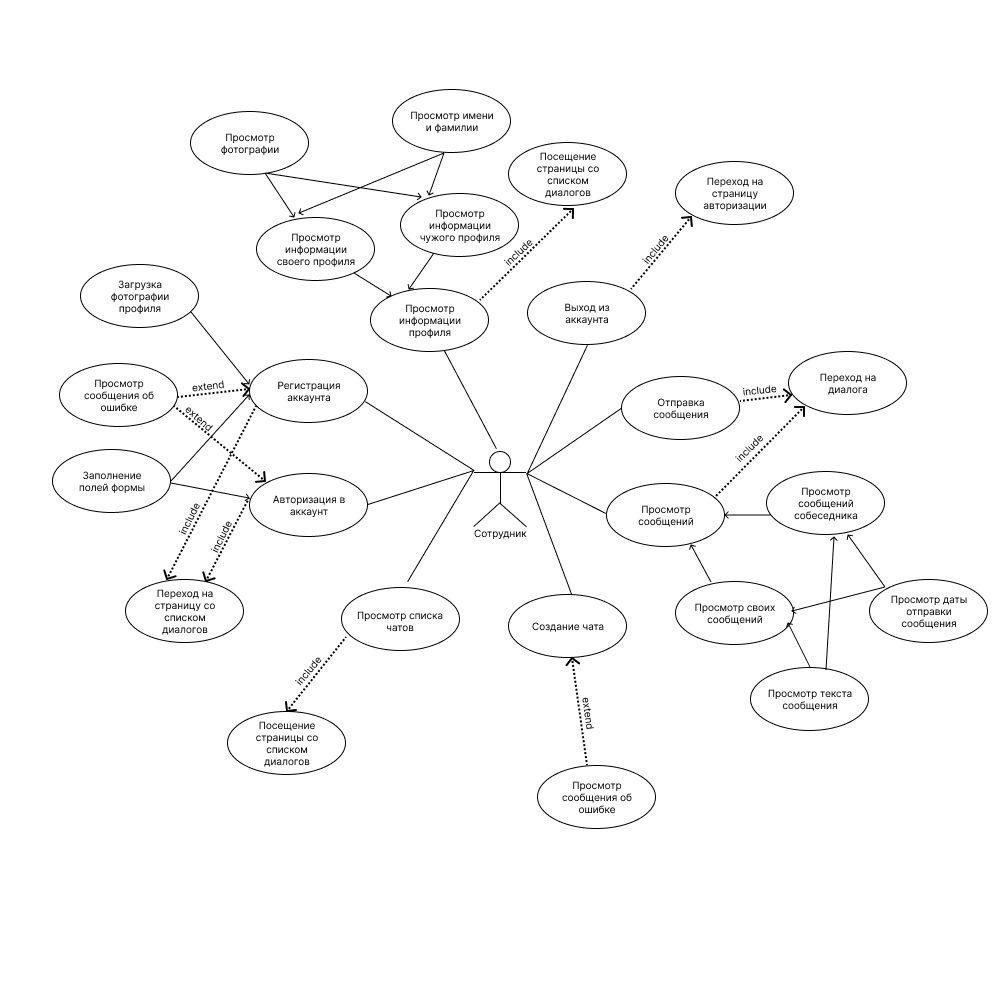 Просмотр имени
и фамилии
Просмотр
фотографии
Посещение
страницы со
списком
диалогов
Переход на
страницу
авторизации
Просмотр
информации
чужого профиля
Просмотр
информации
своего профиля
include
include
Загрузка
фотографии
профиля
Просмотр
информации
профиля
Выход из
аккаунта
Просмотр
сообщения об
ошибке
extend
extend
Регистрация
аккаунта
Отправка
сообщения
include
Переход на
диалога
include
Заполнение
полей формы
Авторизация в
аккаунт
include
include
Сотрудник
Просмотр
сообщений
Просмотр
сообщений
собеседника
Переход на
страницу со
списком
диалогов
Просмотр списка
чатов
Создание чата
Просмотр своих
сообщений
Просмотр даты
отправки
сообщения
include
extend
Просмотр текста
сообщения
Посещение
страницы со
списком
диалогов
Просмотр
сообщения об
ошибке